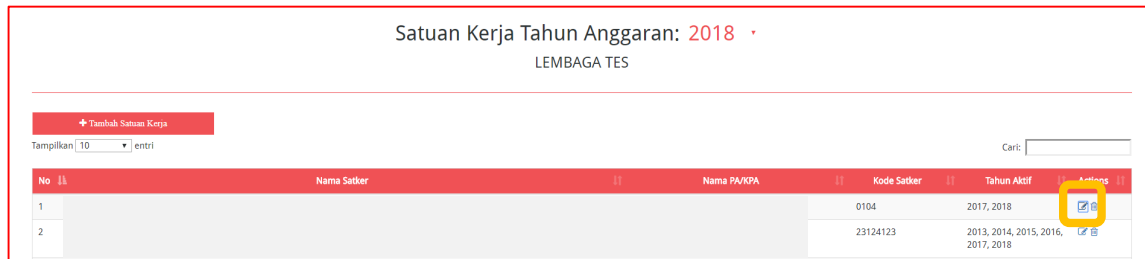 Satuan Kerja Tahun Anggaran: 2018
LEMBAGA TES
+ Tambah Satuan Kerja
Tampilkan 10 entri
Cari:
No Nama Satker Nama PA/KPA Kode Satker Tahun Aktif Actions
1 0104 2017, 2018
2 23124123 2013, 2014, 2015, 2016,
2017, 2018